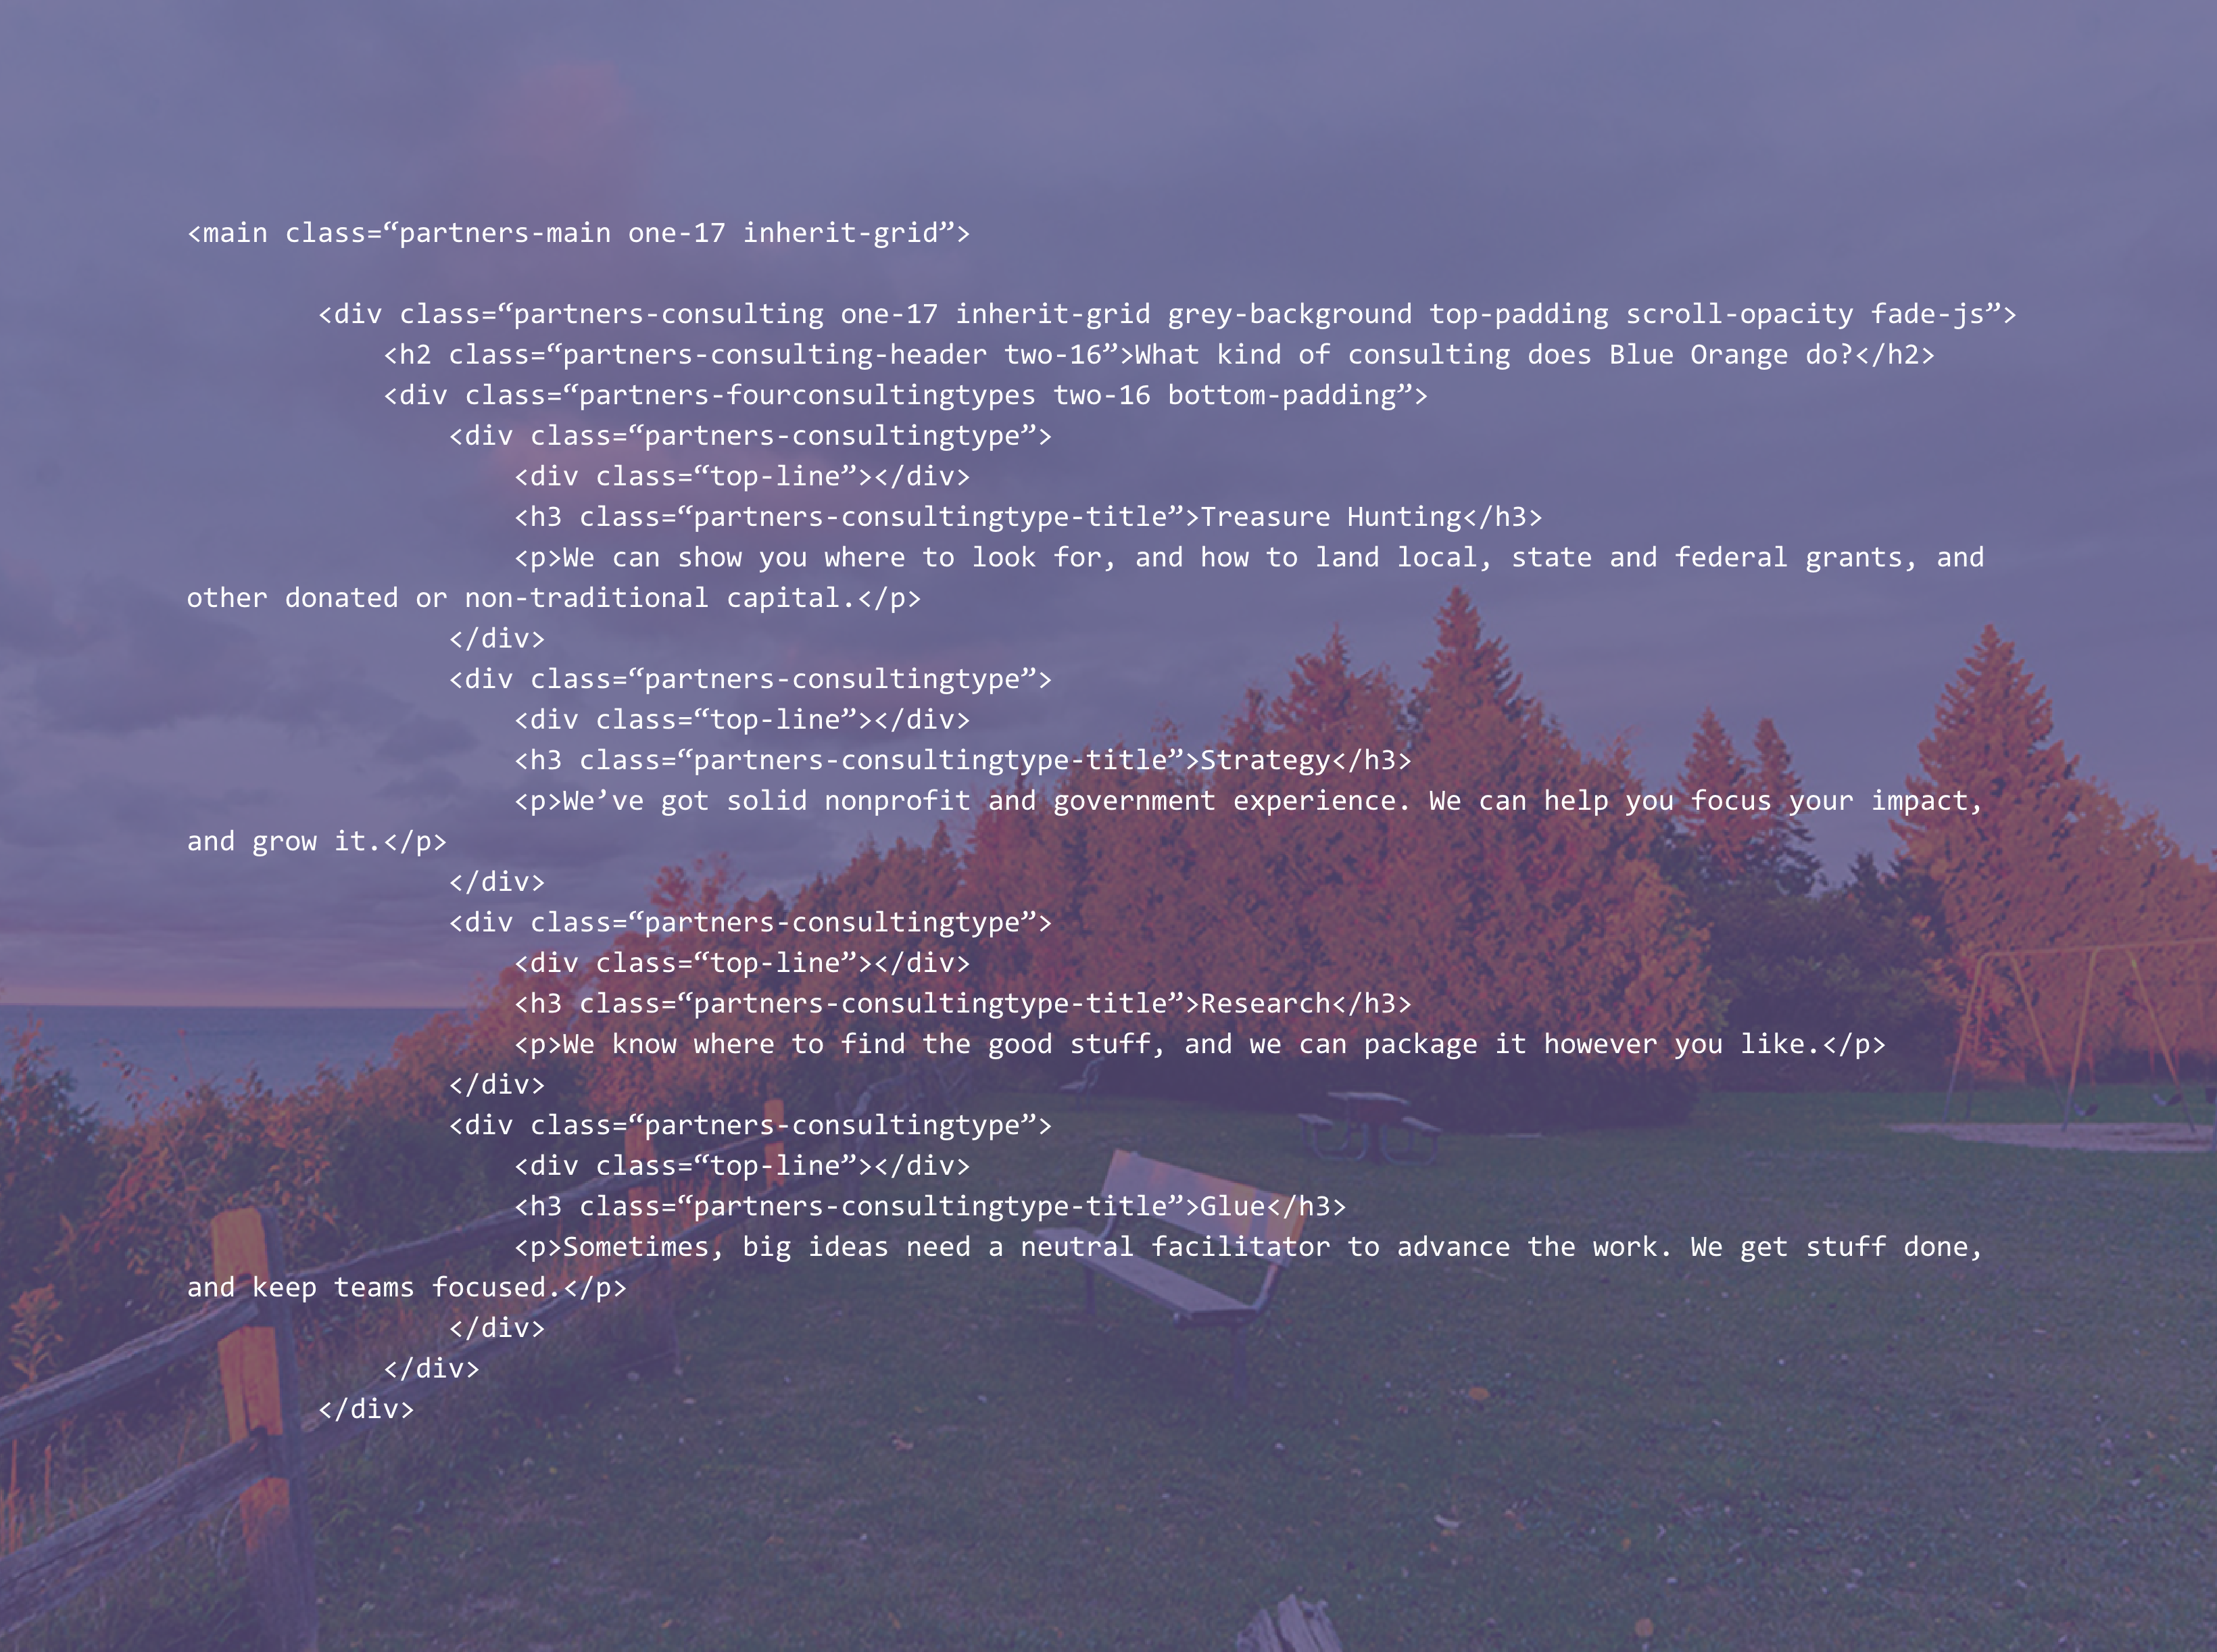 <main class=“partners-main one-17 inherit-grid”>
<div class=“partners-consulting one-17 inherit-grid grey-background top-padding scroll-opacity fade-js”>
<h2 class=“partners-consulting-header two-16”>What kind of consulting does Blue Orange do?</h2>
<div class=“partners-fourconsultingtypes two-16 bottom-padding”>
<div class=“partners-consultingtype”>
<div class=“top-line”></div>
<h3 class=“partners-consultingtype-title”>Treasure Hunting</h3>
<p>We can show you where to look for, and how to land local, state and federal grants, and
other donated or non-traditional capital.</p>
</div>
<div class=“partners-consultingtype”>
<div class=“top-line”></div>
<h3 class=“partners-consultingtype-title”>Strategy</h3>
<p>We’ve got solid nonprofit and government experience. We can help you focus your impact,
and grow it.</p>
</div>
<div class=“partners-consultingtype”>
<div class=“top-line”></div>
<h3 class=“partners-consultingtype-title”>Research</h3>
<p>We know where to find the good stuff, and we can package it however you like.</p>
</div>
<div class=“partners-consultingtype”>
<div class=“top-line”></div>
<h3 class=“partners-consultingtype-title”>Glue</h3>
<p>Sometimes, big ideas need a neutral facilitator to advance the work. We get stuff done,
and keep teams focused.</p>
</div>
</div>
</div>